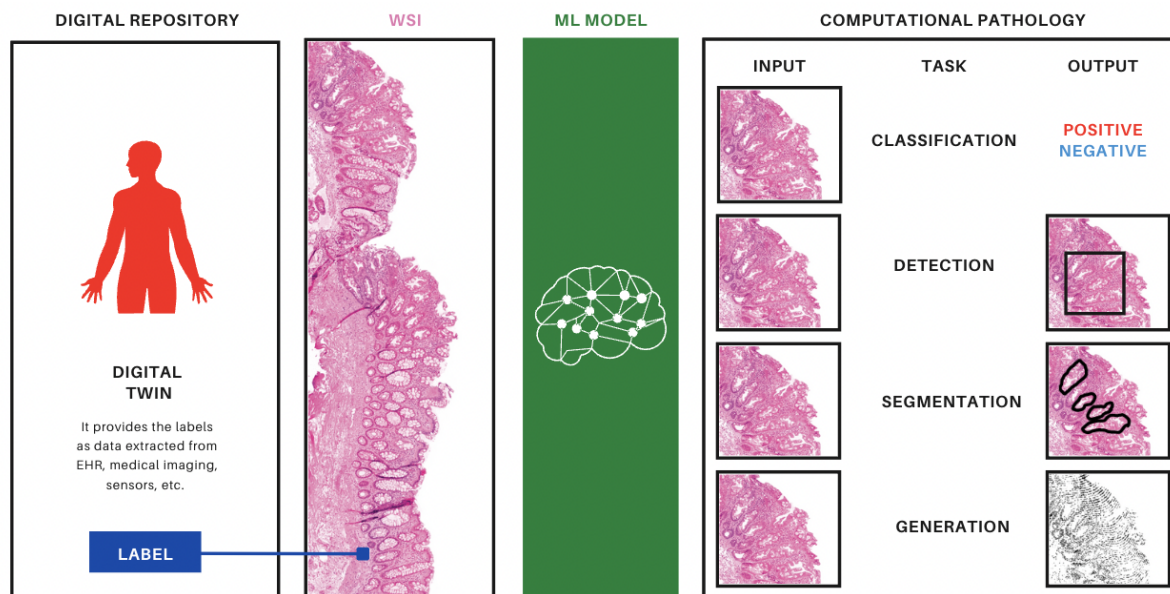 DIGITAL REPOSITORY
WSI
ML MODEL
COMPUTATIONAL PATHOLOGY
DIGITAL
TWIN
It provides the labels
as data extracted from
EHR, medical imaging,
sensors, etc.
LABEL
INPUT
TASK
OUTPUT
CLASSIFICATION
POSITIVE
NEGATIVE
DETECTION
SEGMENTATION
GENERATION